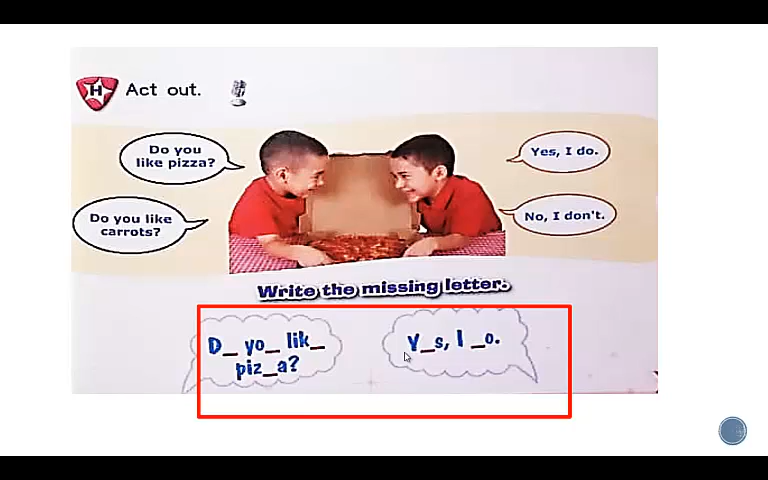 H Act out.
Do you
like pizza?
Yes, I do.
Do you like
carrots?
No, I don't.
Write the missing letter.
D_ yo_ lik_
piz_a?
Y_s, I _o.